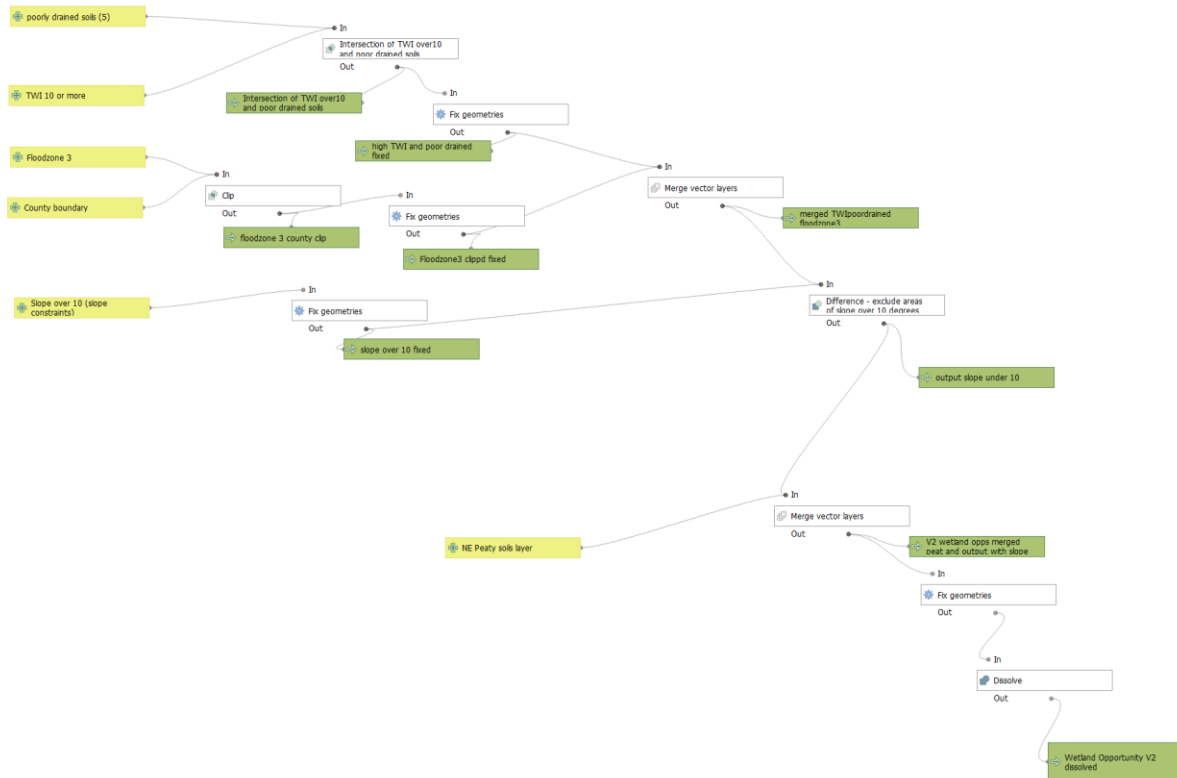 poorly drained soils (5)
In
Intersection of TWI over10
and poor drained soils
Out
TWI 10 or more
Intersection of TWI over10
and poor drained soils
In
Fix geometries
Out
high TWI and poor drained
fixed
Floodzone 3
In
Clip
Out
County boundary
floodzone 3 county clip
In
Fix geometries
Out
Floodzone3 clippd fixed
In
Merge vector layers
Out
merged TWIpoordrained
floodzone3
Slope over 10 (slope
constraints)
In
Fix geometries
Out
slope over 10 fixed
In
Difference - exclude areas
of slope over 10 degrees
Out
output slope under 10
In
Merge vector layers
Out
NE Peaty soils layer
V2 wetland opps merged
peat and output with slope
In
Fix geometries
Out
In
Dissolve
Out
Wetland Opportunity V2
dissolved